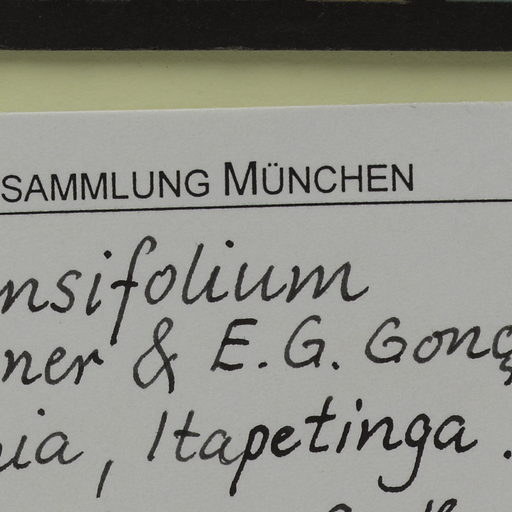 SAMMLUNG MÜNCHEN
nsifolium
ner & E.G. Gonç
ia, Itapetinga.